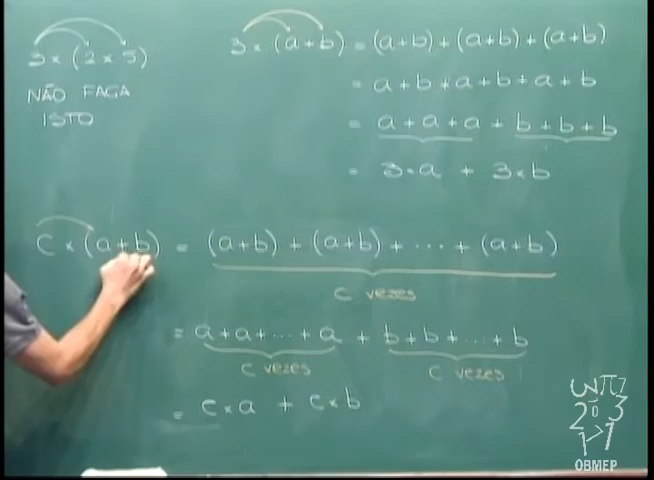 3 × (2 × 5)
NÃO FAÇA
ISTO
3 × (a + b) = (a+b) + (a+b) + (a+b)
= a + b + a + b + a + b
= a + a + a + b + b + b
= 3 × a + 3 × b
c × (a + b) = (a+b) + (a+b) + ... + (a+b)
c vezes
= a + a + ... + a + b + b + ... + b
c vezes c vezes
= c × a + c × b
OBMEP